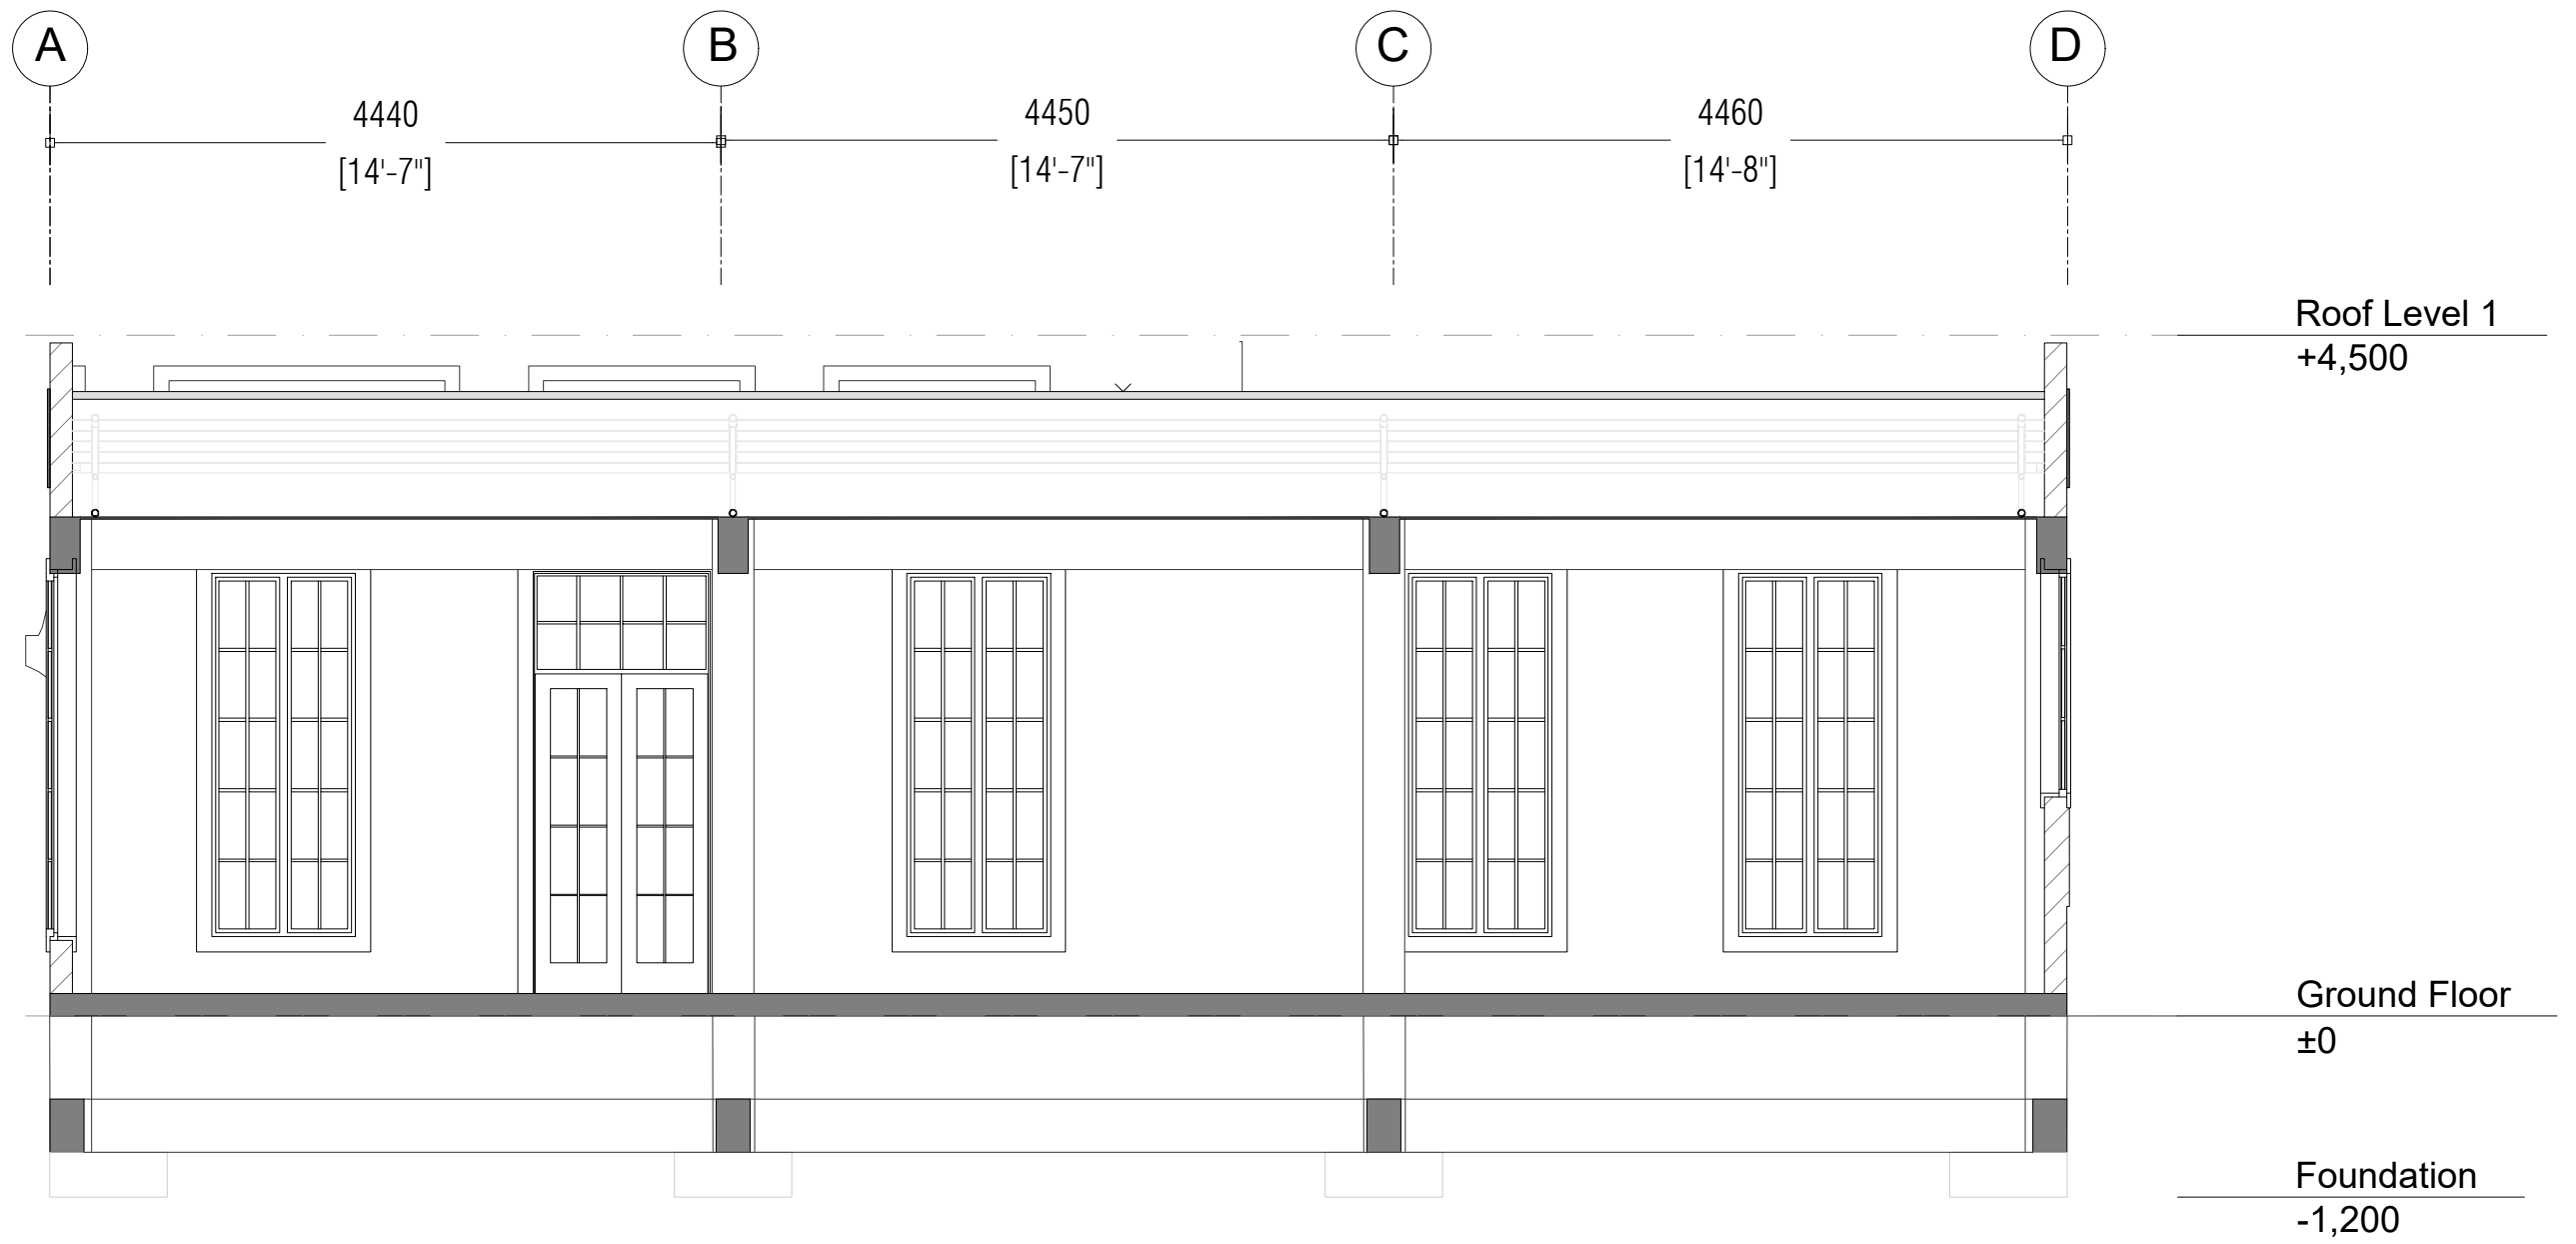 A B C D
4440 4450 4460
[14'-7"] [14'-7"] [14'-8"]
Roof Level 1
+4,500
Ground Floor
±0
Foundation
-1,200